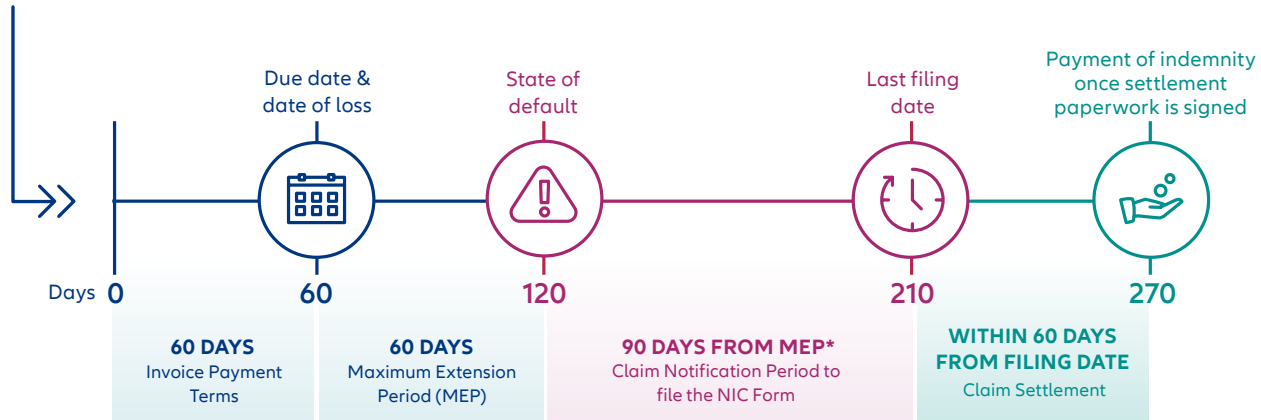 Due date &
date of loss
State of
default
Last filing
date
Payment of indemnity
once settlement
paperwork is signed
Days 0 60 120 210 270
60 DAYS
Invoice Payment
Terms
60 DAYS
Maximum Extension
Period (MEP)
90 DAYS FROM MEP*
Claim Notification Period to
file the NIC Form
WITHIN 60 DAYS
FROM FILING DATE
Claim Settlement